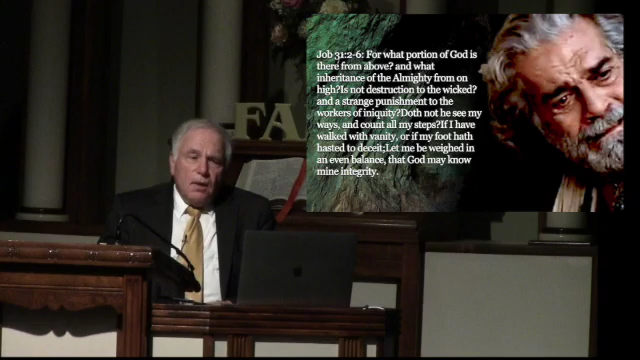 Job 31:2-6: For what portion of God is
there from above? and what
inheritance of the Almighty from on
high?Is not destruction to the wicked?
and a strange punishment to the
workers of iniquity?Doth not he see my
ways, and count all my steps?If I have
walked with vanity, or if my foot hath
hasted to deceit;Let me be weighed in
an even balance, that God may know
mine integrity.
FA